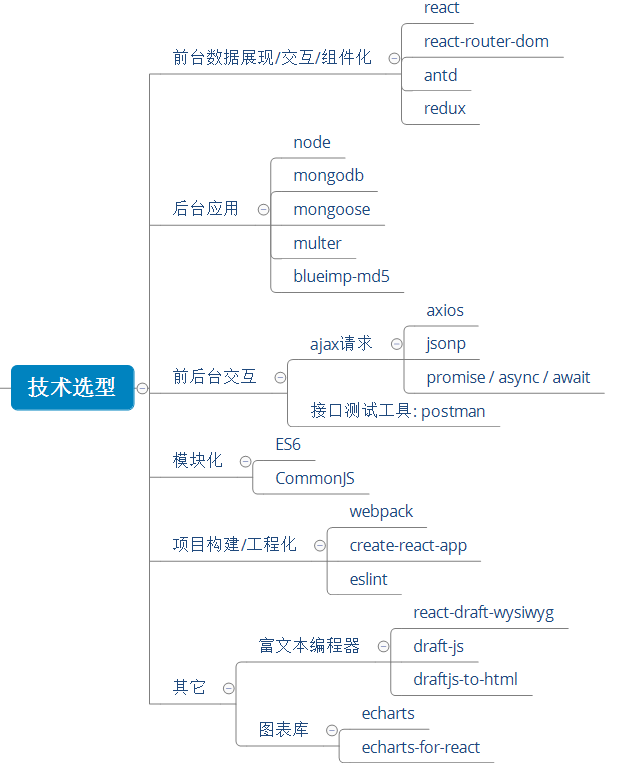 技术选型
前台数据展现/交互/组件化
react
react-router-dom
antd
redux
后台应用
node
mongodb
mongoose
multer
blueimp-md5
前后台交互
ajax请求
axios
jsonp
promise / async / await
接口测试工具: postman
模块化
ES6
CommonJS
项目构建/工程化
webpack
create-react-app
eslint
其它
富文本编程器
react-draft-wysiwyg
draft-js
draftjs-to-html
图表库
echarts
echarts-for-react